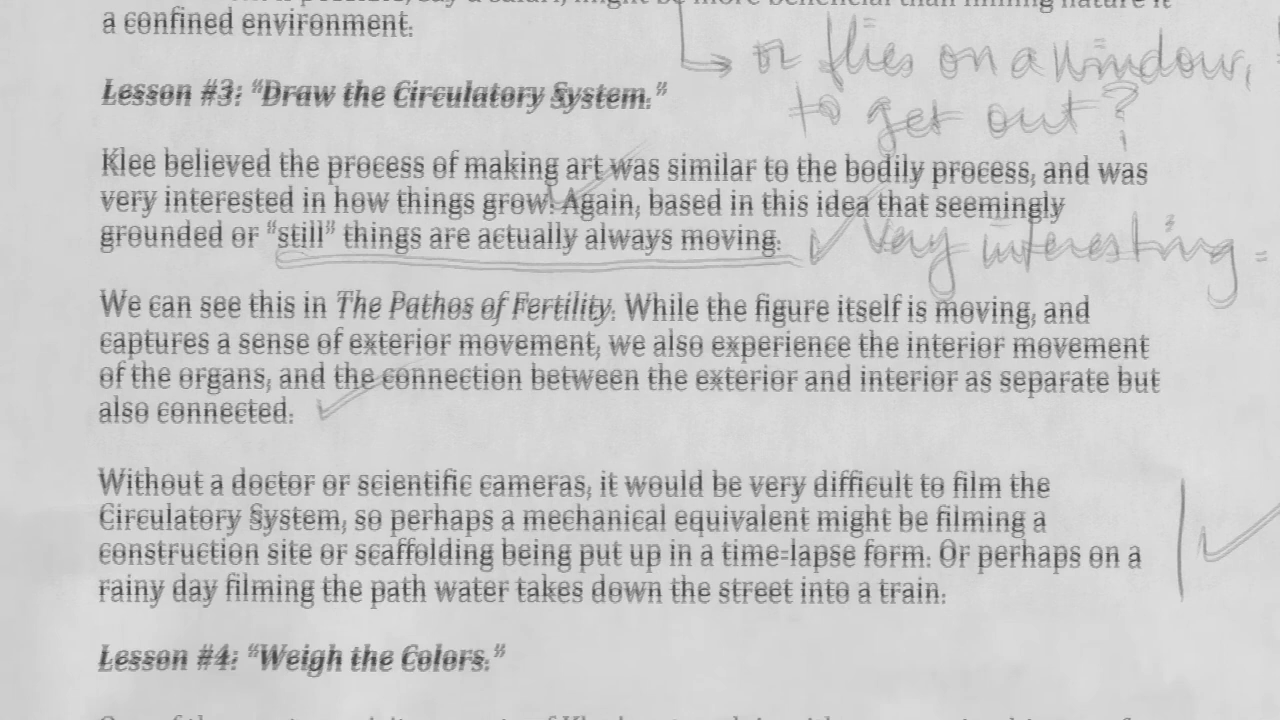 a confined environment.
or flies on a window,
to get out?
Lesson #3: “Draw the Circulatory System.”
Klee believed the process of making art was similar to the bodily process, and was
very interested in how things grow. Again, based in this idea that seemingly
grounded or “still” things are actually always moving.
Very interesting
We can see this in The Pathos of Fertility. While the figure itself is moving, and
captures a sense of exterior movement, we also experience the interior movement
of the organs, and the connection between the exterior and interior as separate but
also connected.
Without a doctor or scientific cameras, it would be very difficult to film the
Circulatory System, so perhaps a mechanical equivalent might be filming a
construction site or scaffolding being put up in a time-lapse form. Or perhaps on a
rainy day filming the path water takes down the street into a train.
Lesson #4: “Weigh the Colors.”